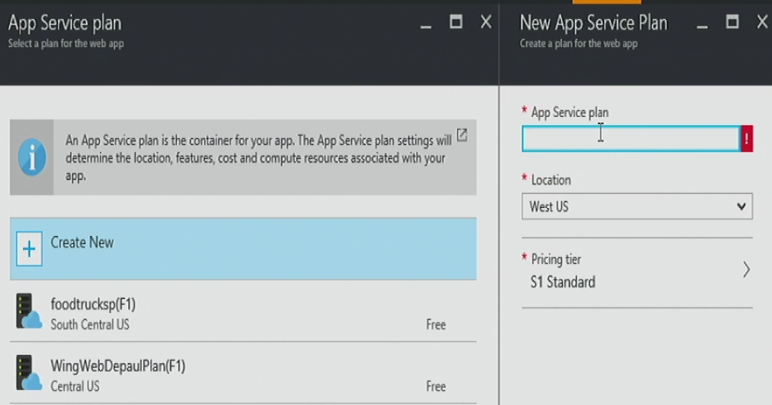 App Service plan
Select a plan for the web app
An App Service plan is the container for your app. The App Service plan settings will
determine the location, features, cost and compute resources associated with your
app.
Create New
foodtrucksp(F1)
South Central US
Free
WingWebDepaulPlan(F1)
Central US
Free
New App Service Plan
Create a plan for the web app
* App Service plan
!
* Location
West US
* Pricing tier
S1 Standard